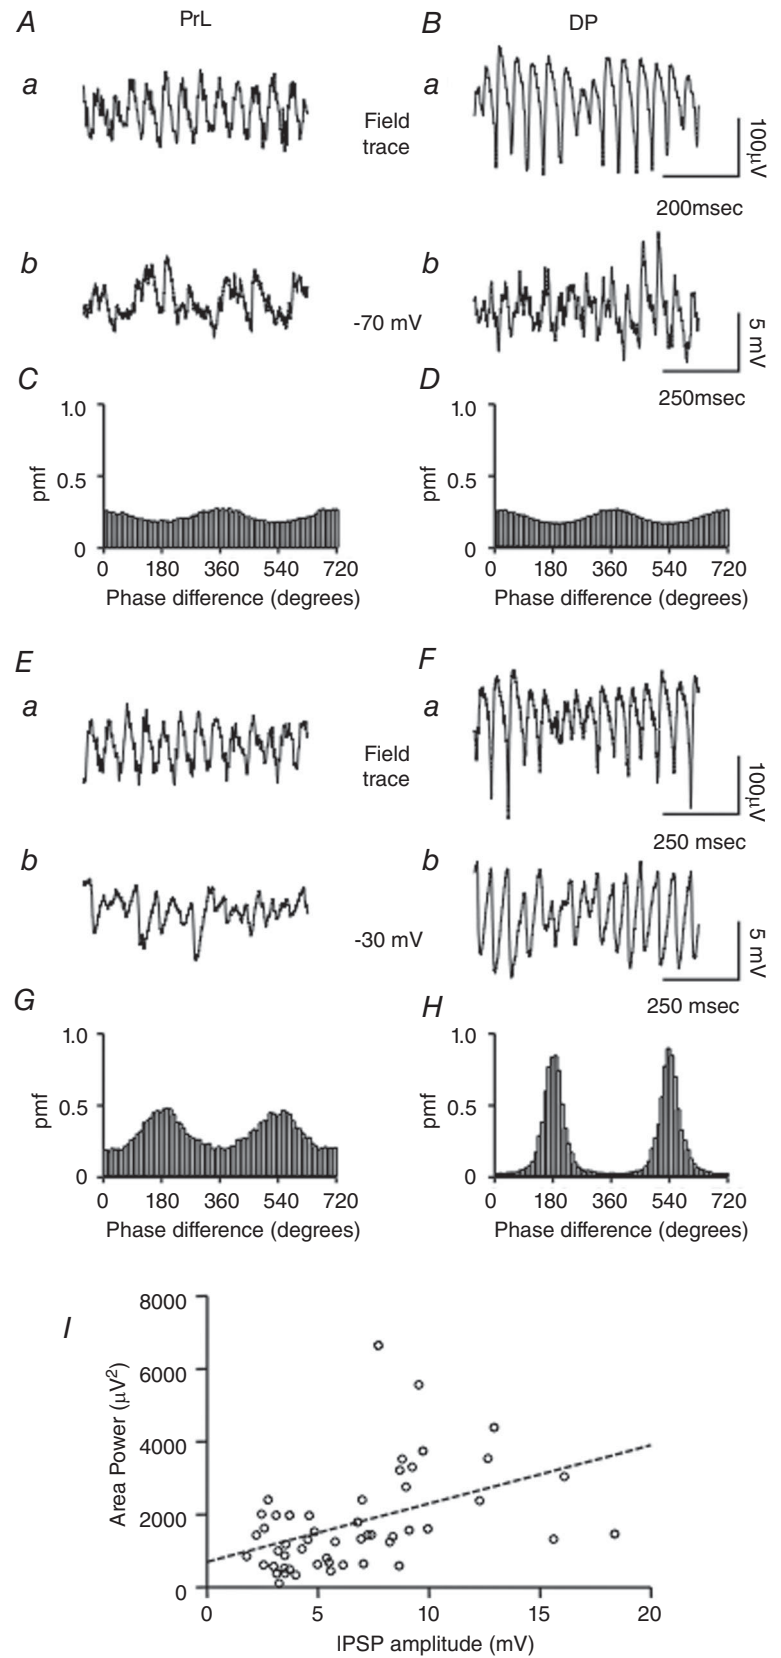 A PrL B DP
a Field trace a 100μV
200msec
b -70 mV b 5 mV
250msec
C D
1.0 1.0
pmf 0.5 pmf 0.5
0 0
0 180 360 540 720 0 180 360 540 720
Phase difference (degrees) Phase difference (degrees)
E F
a Field trace a 100μV
250 msec
b -30 mV b 5 mV
250 msec
G H
1.0 1.0
pmf 0.5 pmf 0.5
0 0
0 180 360 540 720 0 180 360 540 720
Phase difference (degrees) Phase difference (degrees)
I
8000
6000
Area Power (μV²)
4000
2000
0
0 5 10 15 20
IPSP amplitude (mV)